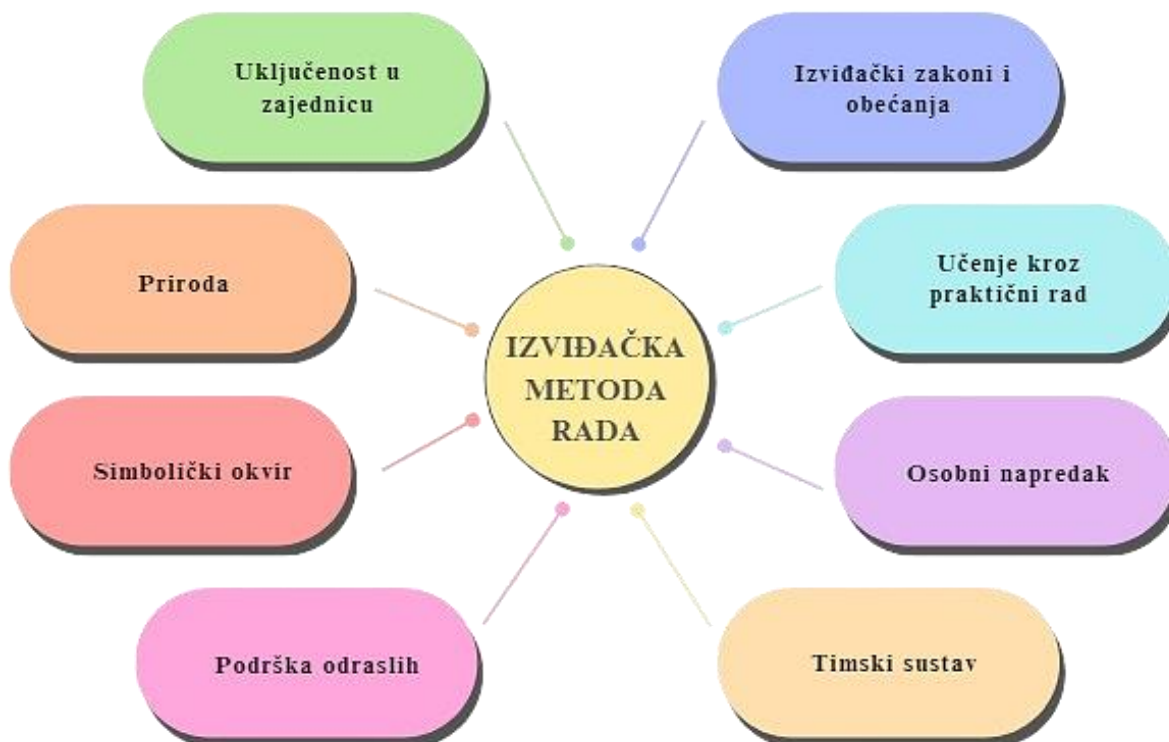 Uključenost u
zajednicu
Izviđački zakoni i
obećanja
Priroda
Učenje kroz
praktični rad
IZVIĐAČKA
METODA
RADA
Simbolički okvir
Osobni napredak
Podrška odraslih
Timski sustav